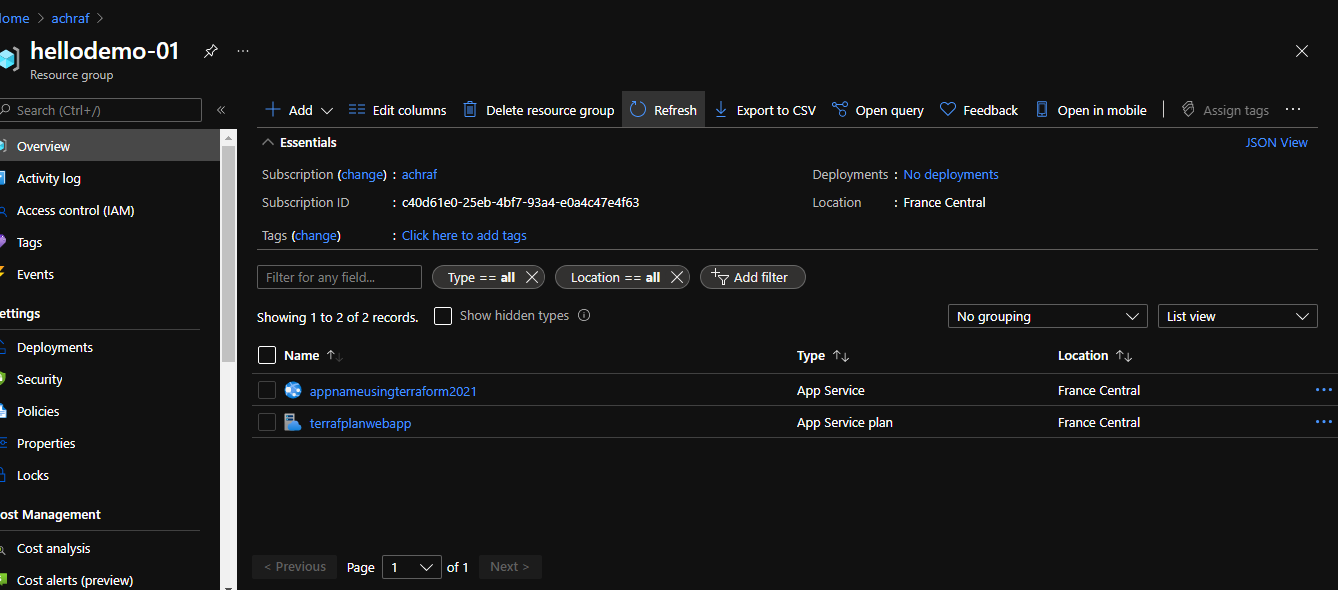 ome > achraf >
hellodemo-01
Resource group
Search (Ctrl+/)
Overview
Activity log
Access control (IAM)
Tags
Events
ettings
Deployments
Security
Policies
Properties
Locks
ost Management
Cost analysis
Cost alerts (preview)
Add Edit columns Delete resource group Refresh Export to CSV Open query Feedback Open in mobile Assign tags ...
Essentials JSON View
Subscription (change) : achraf Deployments : No deployments
Subscription ID : c40d61e0-25eb-4bf7-93a4-e0a4c47e4f63 Location : France Central
Tags (change) : Click here to add tags
Filter for any field... Type == all Location == all Add filter
Showing 1 to 2 of 2 records. Show hidden types No grouping List view
Name Type Location
appnameusingterraform2021 App Service France Central ...
terrafplanwebapp App Service plan France Central ...
< Previous Page 1 of 1 Next >